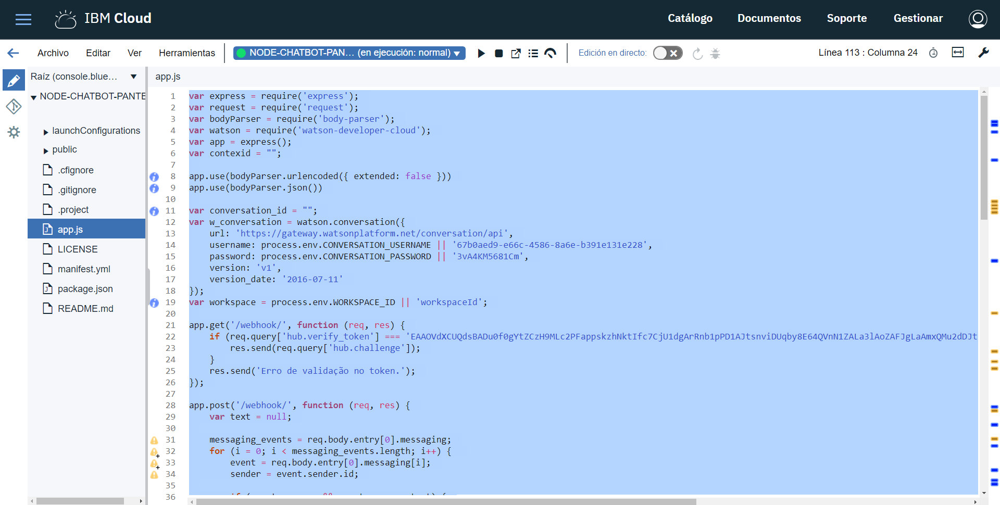 IBM Cloud
Catálogo Documentos Soporte Gestionar
Archivo Editar Ver Herramientas
NODE-CHATBOT-PAN... (en ejecución: normal)
Edición en directo:
Línea 113 : Columna 24
Raíz (console.blue...
NODE-CHATBOT-PANTE
launchConfigurations
public
.cfignore
.gitignore
.project
app.js
LICENSE
manifest.yml
package.json
README.md
app.js
1 var express = require('express');
2 var request = require('request');
3 var bodyParser = require('body-parser');
4 var watson = require('watson-developer-cloud');
5 var app = express();
6 var contexid = "";
7
8 app.use(bodyParser.urlencoded({ extended: false }))
9 app.use(bodyParser.json())
10
11 var conversation_id = "";
12 var w_conversation = watson.conversation({
13     url: 'https://gateway.watsonplatform.net/conversation/api',
14     username: process.env.CONVERSATION_USERNAME || '67b0aed9-e66c-4586-8a6e-b391e131e228',
15     password: process.env.CONVERSATION_PASSWORD || '3vA4KM5681Cm',
16     version: 'v1',
17     version_date: '2016-07-11'
18 });
19 var workspace = process.env.WORKSPACE_ID || 'workspaceId';
20
21 app.get('/webhook/', function (req, res) {
22     if (req.query['hub.verify_token'] === 'EAAOVdXCUQdsBADu0f0gYtZCzH9MLc2PFappskzhNktIfc7CjU1dgArRnb1pPD1AJtsnviDUqby8E64QVnN1ZALa3lAoZAFJgLaAmxQMu2dDJt
23         res.send(req.query['hub.challenge']);
24     }
25     res.send('Erro de validação no token.');
26 });
27
28 app.post('/webhook/', function (req, res) {
29     var text = null;
30
31     messaging_events = req.body.entry[0].messaging;
32     for (i = 0; i < messaging_events.length; i++) {
33         event = req.body.entry[0].messaging[i];
34         sender = event.sender.id;
35
36